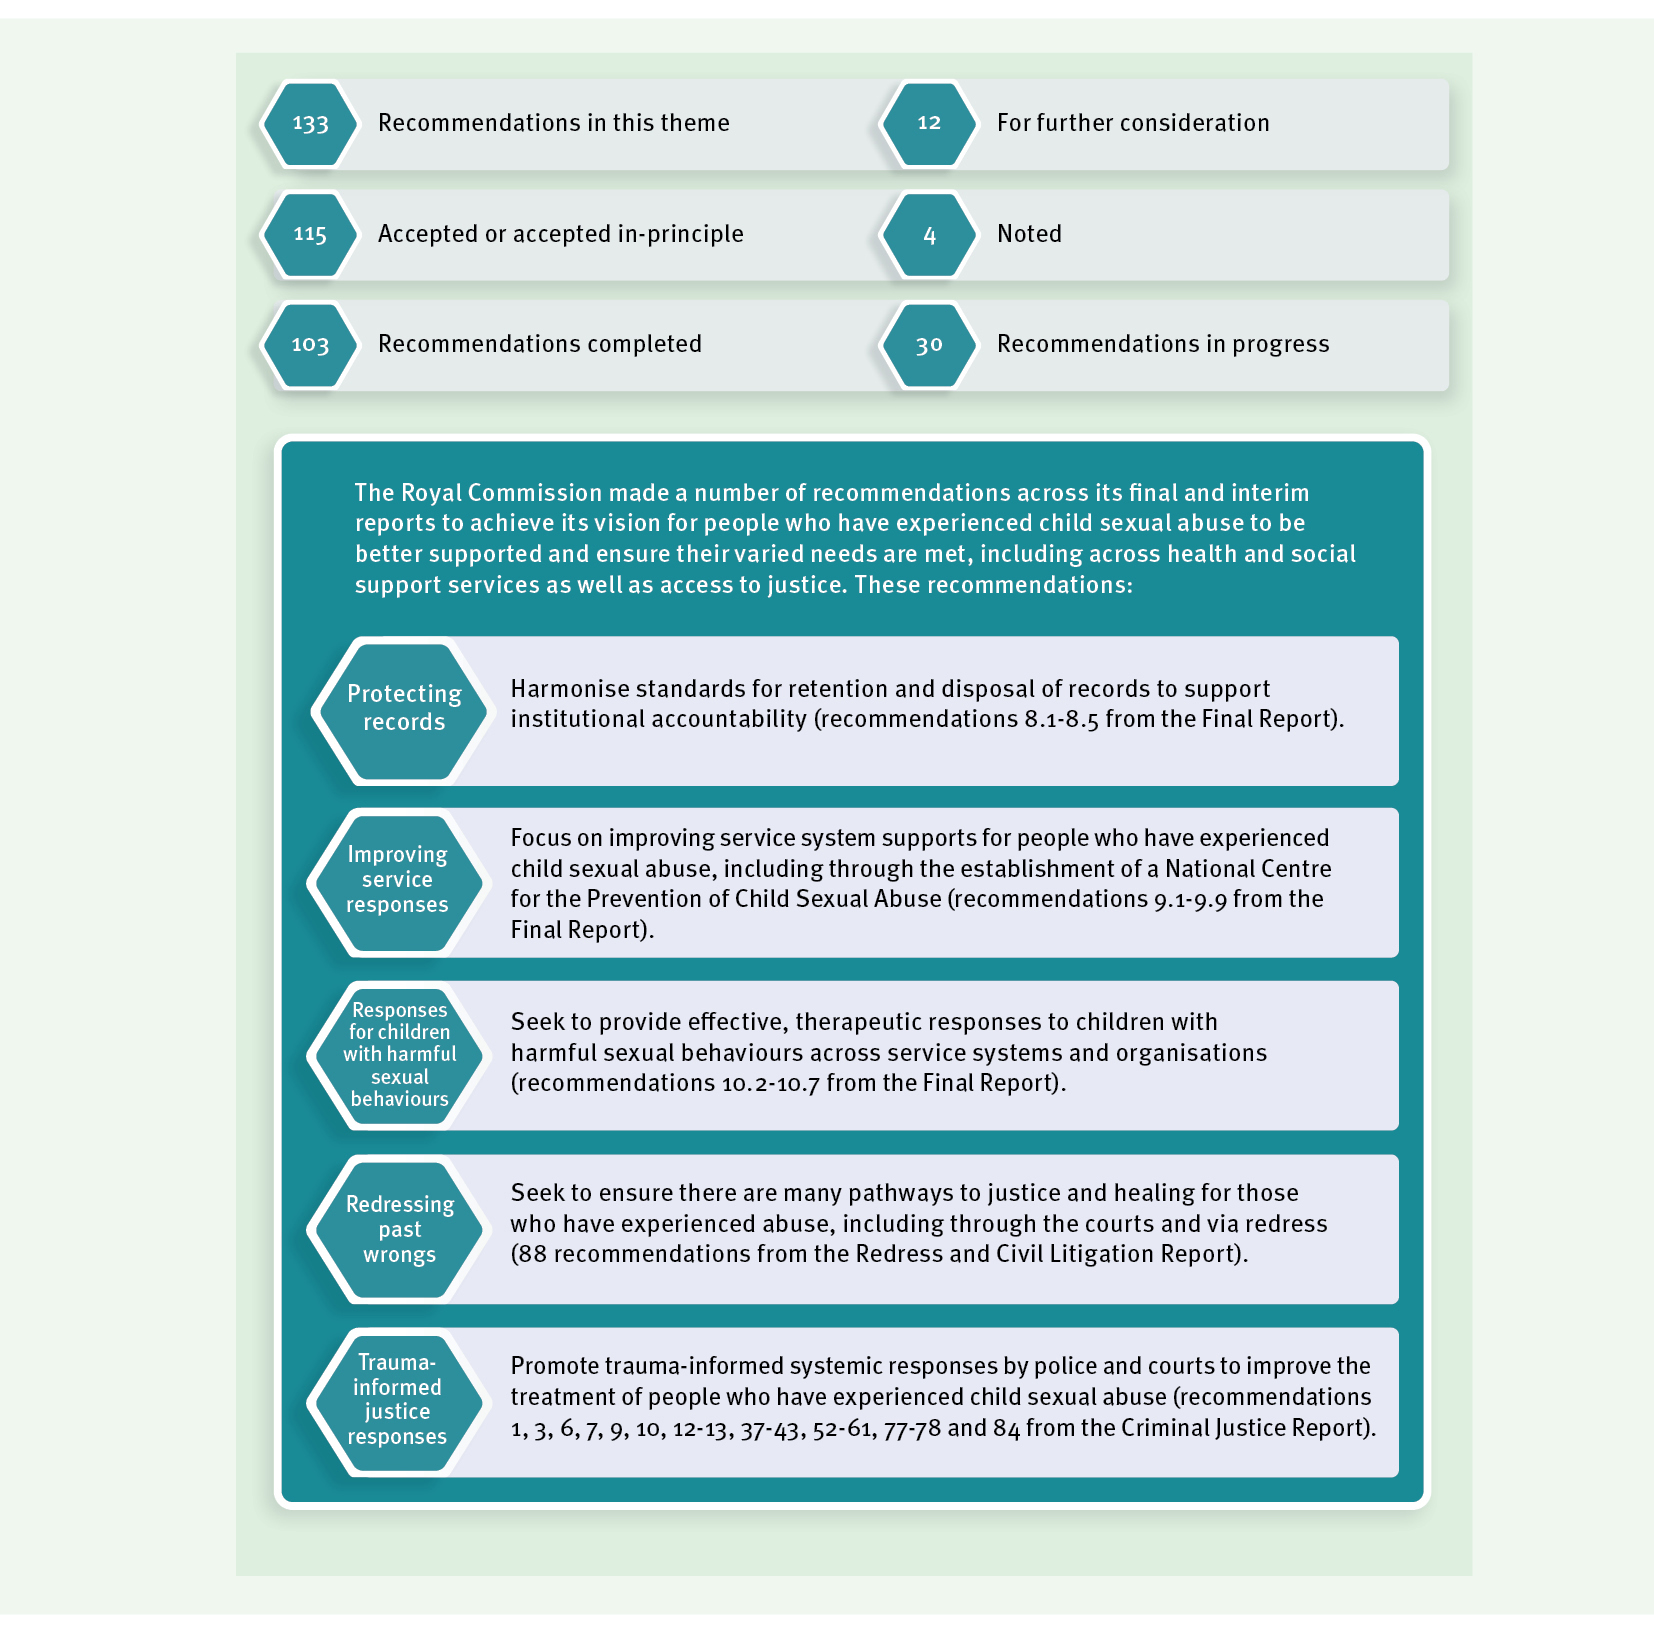 133 Recommendations in this theme
12 For further consideration
115 Accepted or accepted in-principle
4 Noted
103 Recommendations completed
30 Recommendations in progress
The Royal Commission made a number of recommendations across its final and interim
reports to achieve its vision for people who have experienced child sexual abuse to be
better supported and ensure their varied needs are met, including across health and social
support services as well as access to justice. These recommendations:
Protecting
records
Harmonise standards for retention and disposal of records to support
institutional accountability (recommendations 8.1-8.5 from the Final Report).
Improving
service
responses
Focus on improving service system supports for people who have experienced
child sexual abuse, including through the establishment of a National Centre
for the Prevention of Child Sexual Abuse (recommendations 9.1-9.9 from the
Final Report).
Responses
for children
with harmful
sexual
behaviours
Seek to provide effective, therapeutic responses to children with
harmful sexual behaviours across service systems and organisations
(recommendations 10.2-10.7 from the Final Report).
Redressing
past
wrongs
Seek to ensure there are many pathways to justice and healing for those
who have experienced abuse, including through the courts and via redress
(88 recommendations from the Redress and Civil Litigation Report).
Trauma-
informed
justice
responses
Promote trauma-informed systemic responses by police and courts to improve the
treatment of people who have experienced child sexual abuse (recommendations
1, 3, 6, 7, 9, 10, 12-13, 37-43, 52-61, 77-78 and 84 from the Criminal Justice Report).